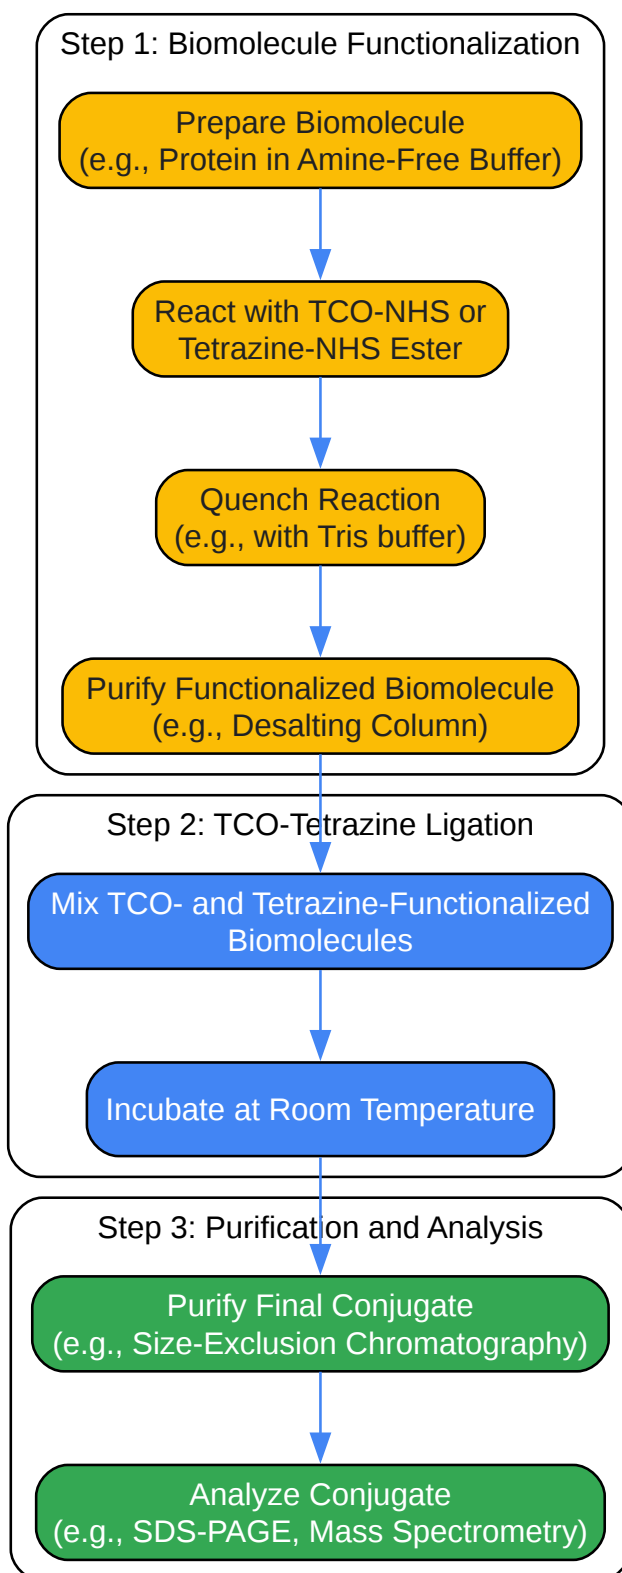 Step 1: Biomolecule Functionalization
Prepare Biomolecule
(e.g., Protein in Amine-Free Buffer)
React with TCO-NHS or
Tetrazine-NHS Ester
Quench Reaction
(e.g., with Tris buffer)
Purify Functionalized Biomolecule
(e.g., Desalting Column)
Step 2: TCO-Tetrazine Ligation
Mix TCO- and Tetrazine-Functionalized
Biomolecules
Incubate at Room Temperature
Step 3: Purification and Analysis
Purify Final Conjugate
(e.g., Size-Exclusion Chromatography)
Analyze Conjugate
(e.g., SDS-PAGE, Mass Spectrometry)